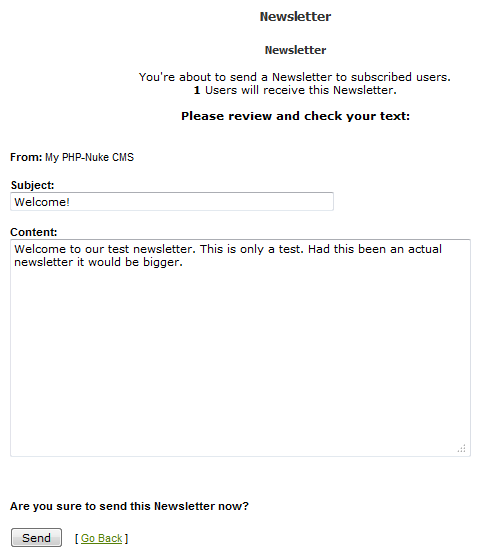 Newsletter
Newsletter
You're about to send a Newsletter to subscribed users.
1 Users will receive this Newsletter.
Please review and check your text:
From: My PHP-Nuke CMS
Subject:
Welcome!
Content:
Welcome to our test newsletter. This is only a test. Had this been an actual
newsletter it would be bigger.
Are you sure to send this Newsletter now?
Send [ Go Back ]